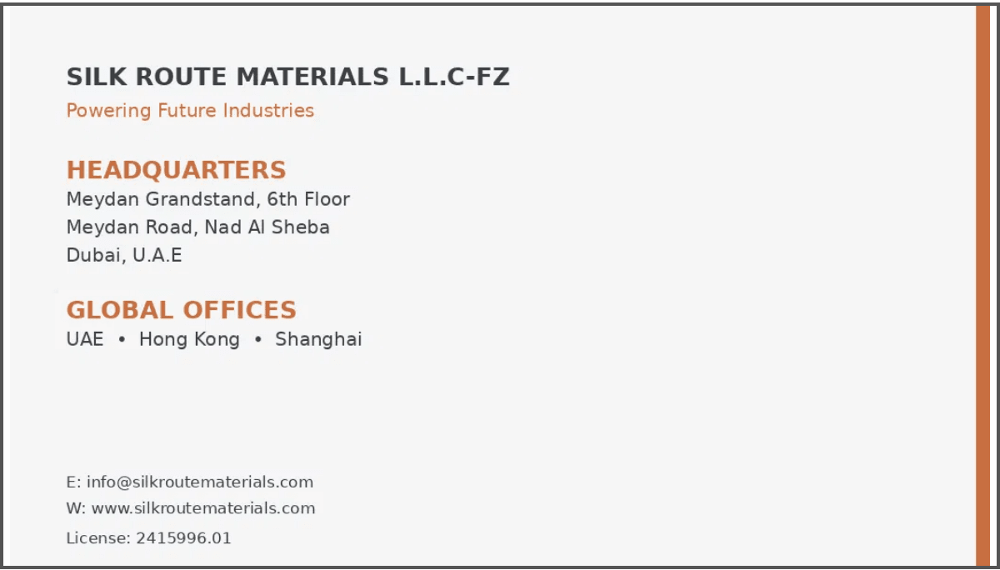 SILK ROUTE MATERIALS L.L.C-FZ
Powering Future Industries
HEADQUARTERS
Meydan Grandstand, 6th Floor
Meydan Road, Nad Al Sheba
Dubai, U.A.E
GLOBAL OFFICES
UAE • Hong Kong • Shanghai
E: info@silkroutematerials.com
W: www.silkroutematerials.com
License: 2415996.01